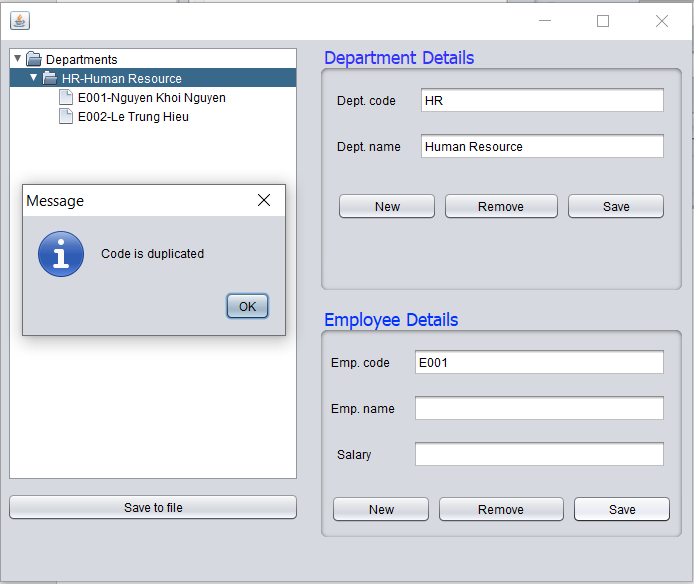 Departments
HR-Human Resource
E001-Nguyen Khoi Nguyen
E002-Le Trung Hieu
Message
Code is duplicated
OK
Save to file
Department Details
Dept. code HR
Dept. name Human Resource
New Remove Save
Employee Details
Emp. code E001
Emp. name
Salary
New Remove Save